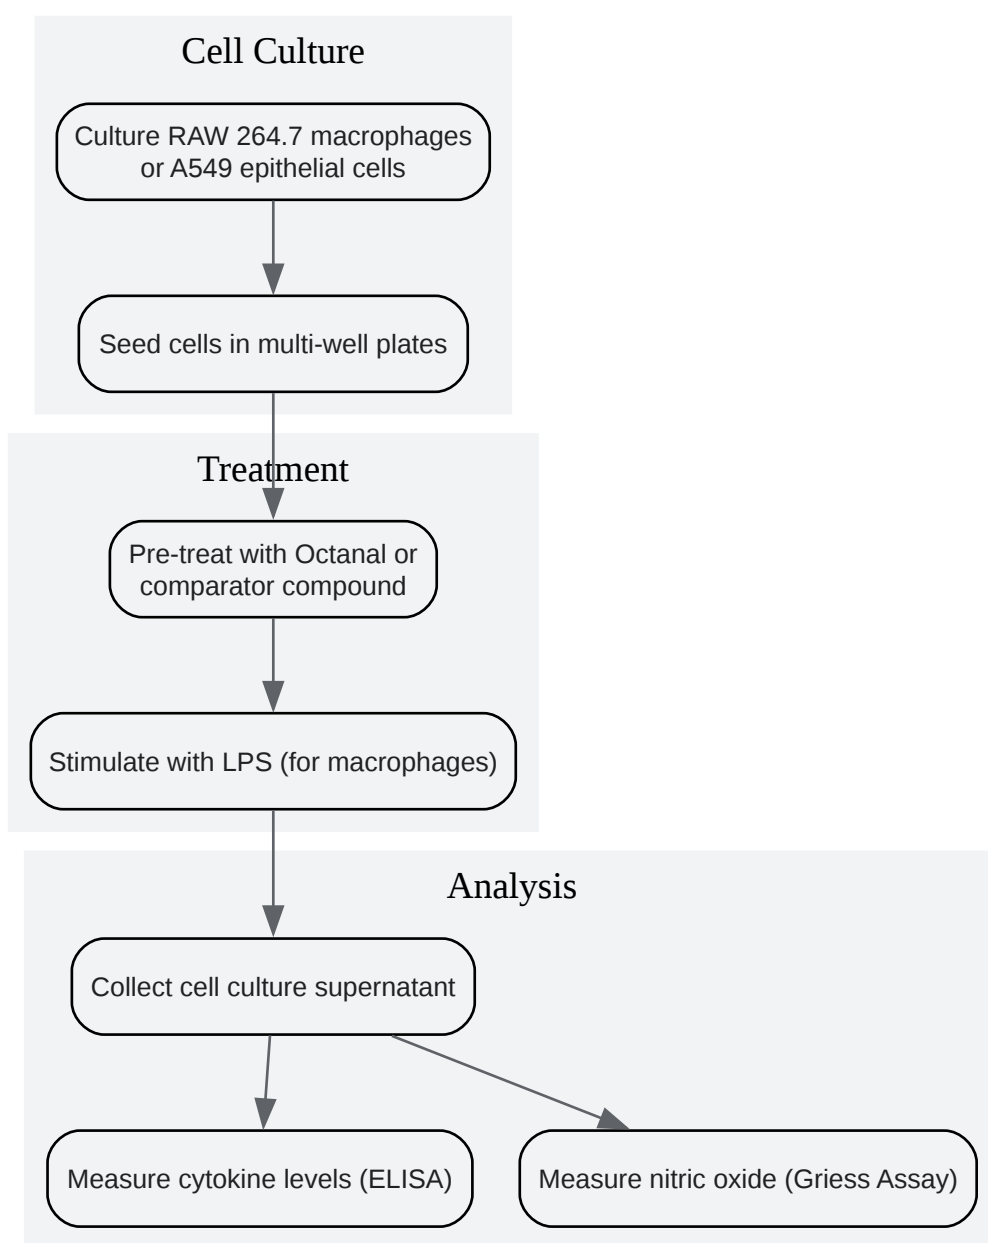 Cell Culture
Culture RAW 264.7 macrophages
or A549 epithelial cells
Seed cells in multi-well plates
Treatment
Pre-treat with Octanal or
comparator compound
Stimulate with LPS (for macrophages)
Analysis
Collect cell culture supernatant
Measure cytokine levels (ELISA)
Measure nitric oxide (Griess Assay)